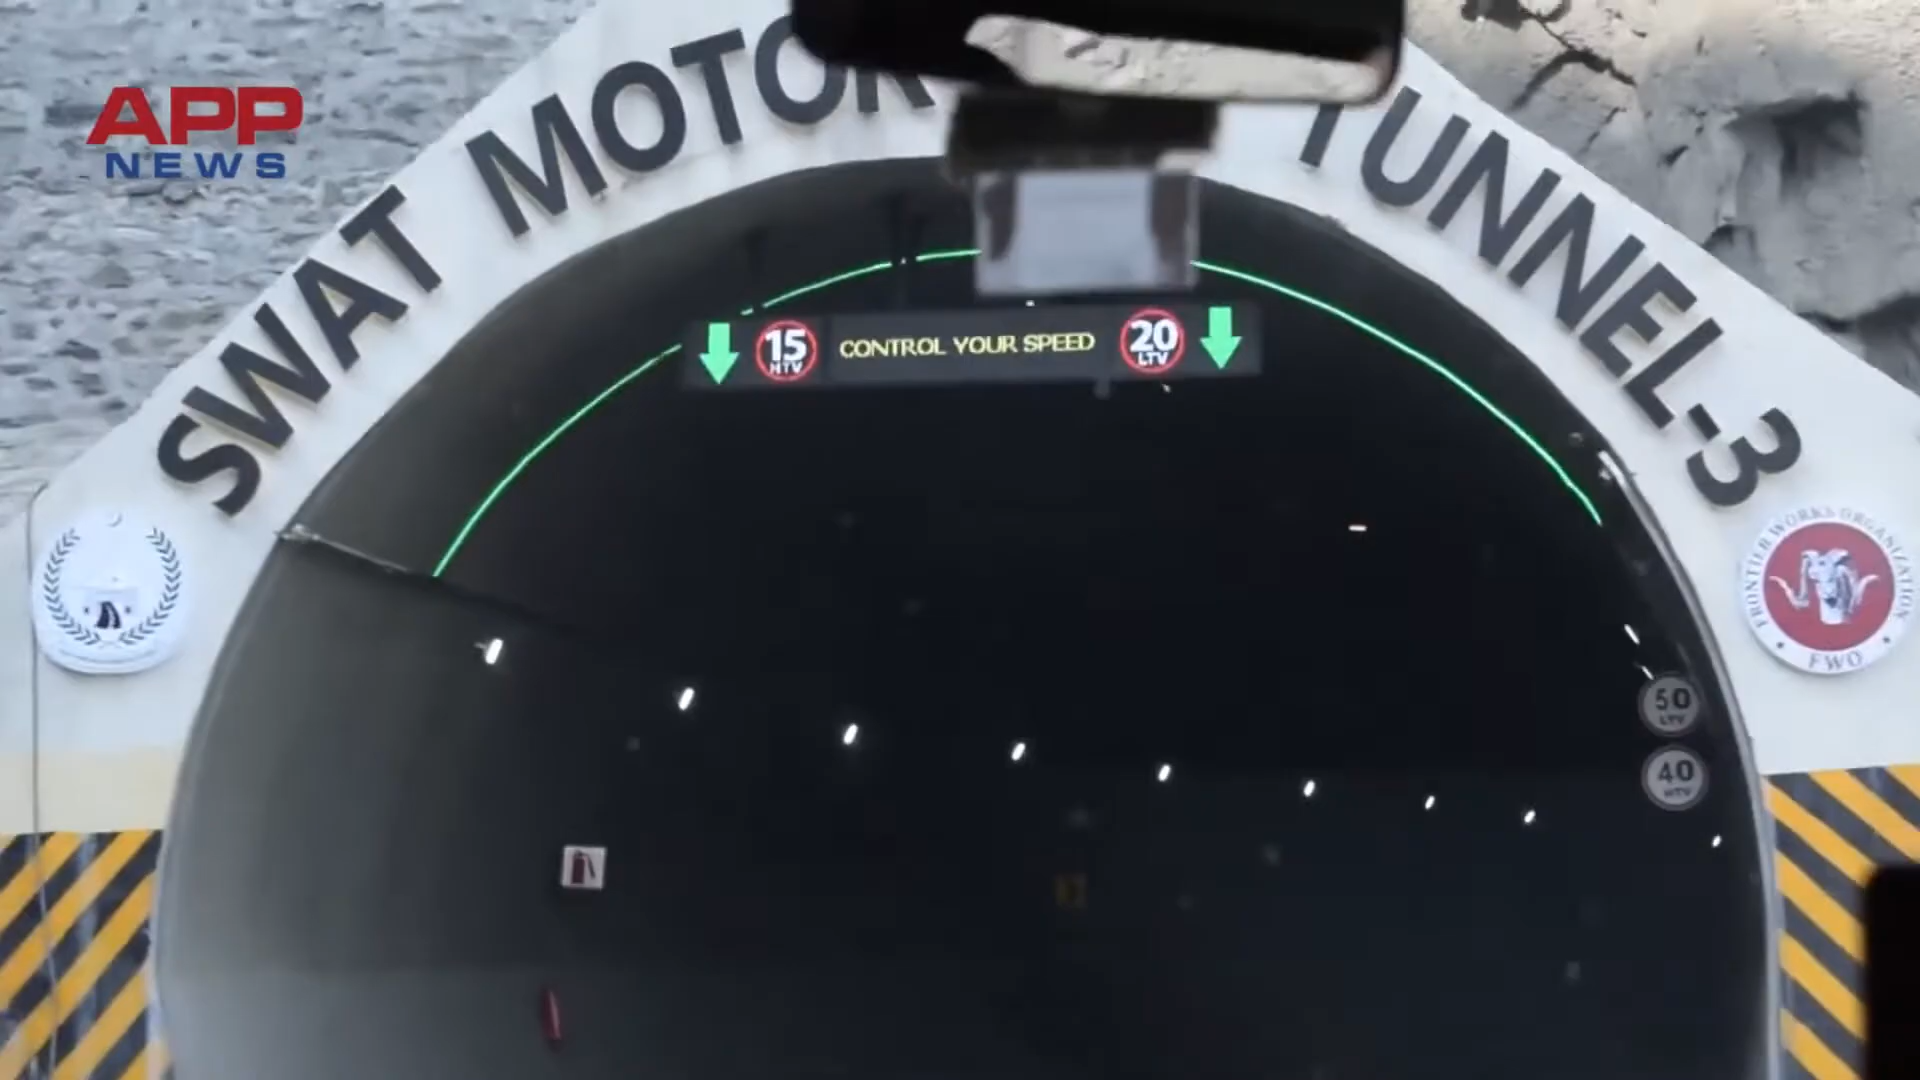 APP
NEWS
SWAT MOTOR TUNNEL-3
15
HTV
CONTROL YOUR SPEED
20
LTV
FRONTIER WORKS ORGANIZATION
FWO
50
LTV
40
HTV